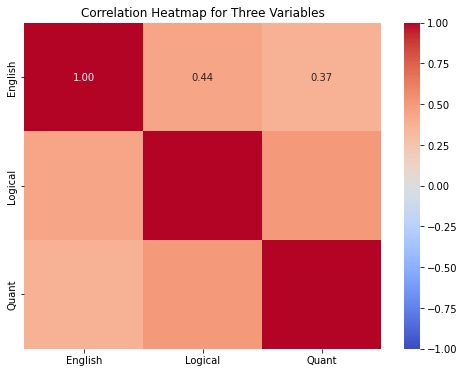 Correlation Heatmap for Three Variables
English
1.00 0.44 0.37
Logical
Quant
English Logical Quant
1.00
0.75
0.50
0.25
0.00
−0.25
−0.50
−0.75
−1.00